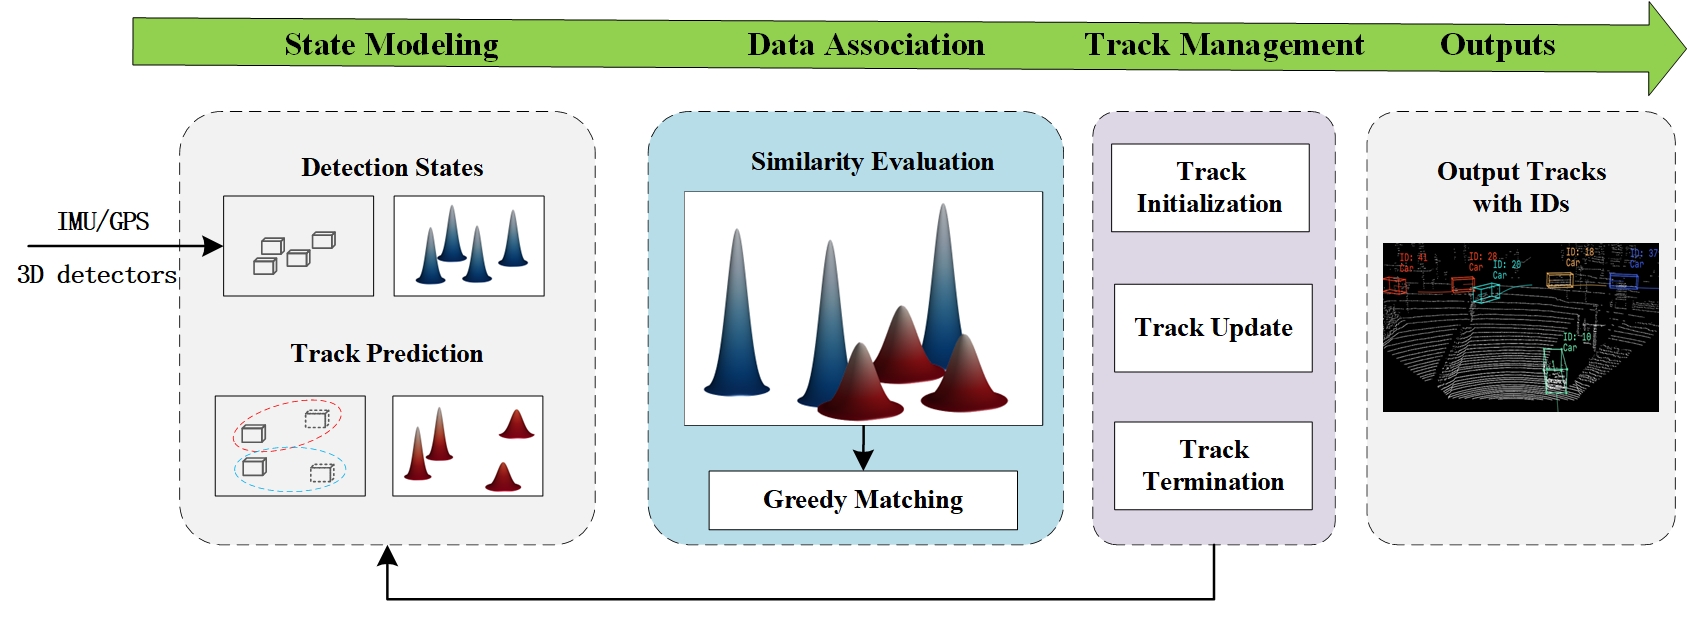 State Modeling
Data Association
Track Management
Outputs
IMU/GPS
3D detectors
Detection States
Track Prediction
Similarity Evaluation
Greedy Matching
Track
Initialization
Track Update
Track
Termination
Output Tracks
with IDs
ID: 41
Car
ID: 28
Car
ID: 20
Car
ID: 18
Car
ID: 37
Car
ID: 10
Car